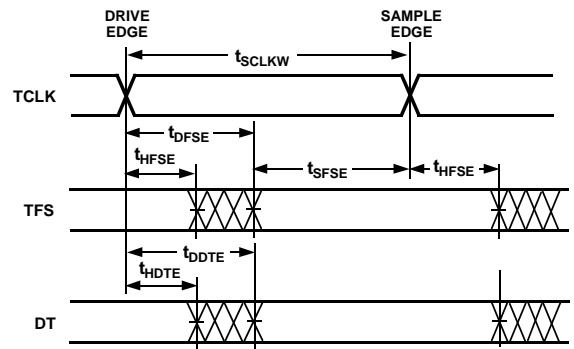 DRIVE EDGE
SAMPLE EDGE
tSCLKW
TCLK
tDFSE
tHFSE
tSFSE
tHFSE
TFS
tDDTE
tHDTE
DT